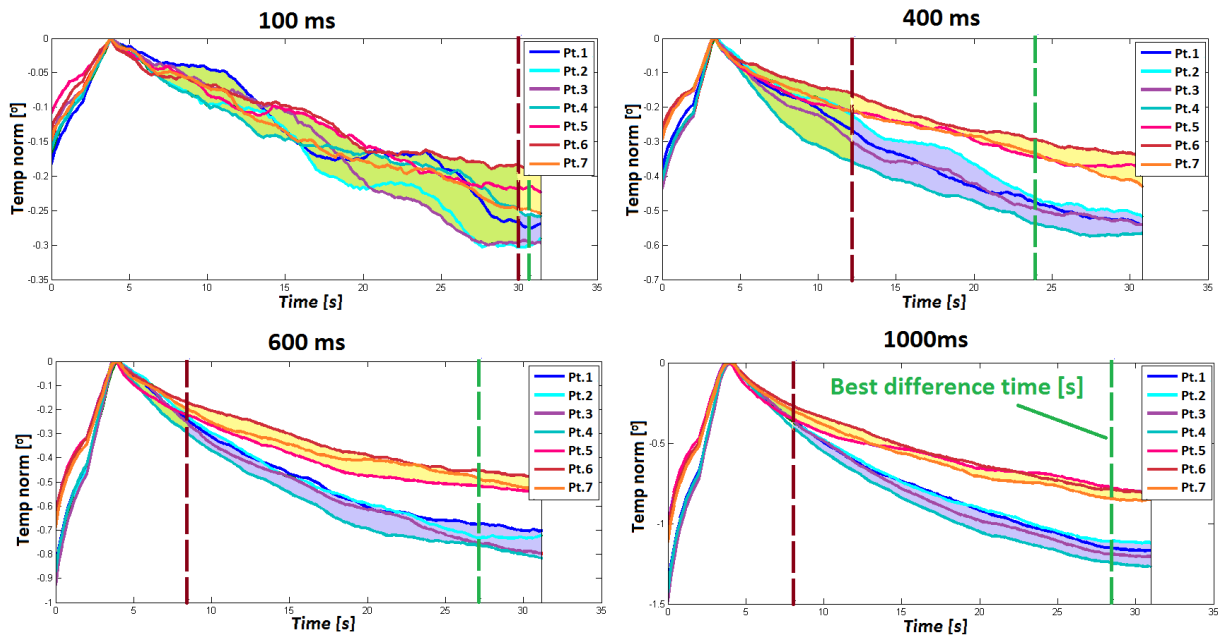 100 ms
Temp norm [º]
0
-0.05
-0.1
-0.15
-0.2
-0.25
-0.3
-0.35
0
5
10
15
20
25
30
35
Time [s]
Pt.1
Pt.2
Pt.3
Pt.4
Pt.5
Pt.6
Pt.7
400 ms
Temp norm [º]
0
-0.1
-0.2
-0.3
-0.4
-0.5
-0.6
-0.7
0
5
10
15
20
25
30
35
Time [s]
Pt.1
Pt.2
Pt.3
Pt.4
Pt.5
Pt.6
Pt.7
600 ms
Temp norm [º]
0
-0.1
-0.2
-0.3
-0.4
-0.5
-0.6
-0.7
-0.8
-0.9
-1
0
5
10
15
20
25
30
35
Time [s]
Pt.1
Pt.2
Pt.3
Pt.4
Pt.5
Pt.6
Pt.7
1000ms
Temp norm [º]
0
-0.5
-1
-1.5
0
5
10
15
20
25
30
35
Time [s]
Best difference time [s]
Pt.1
Pt.2
Pt.3
Pt.4
Pt.5
Pt.6
Pt.7